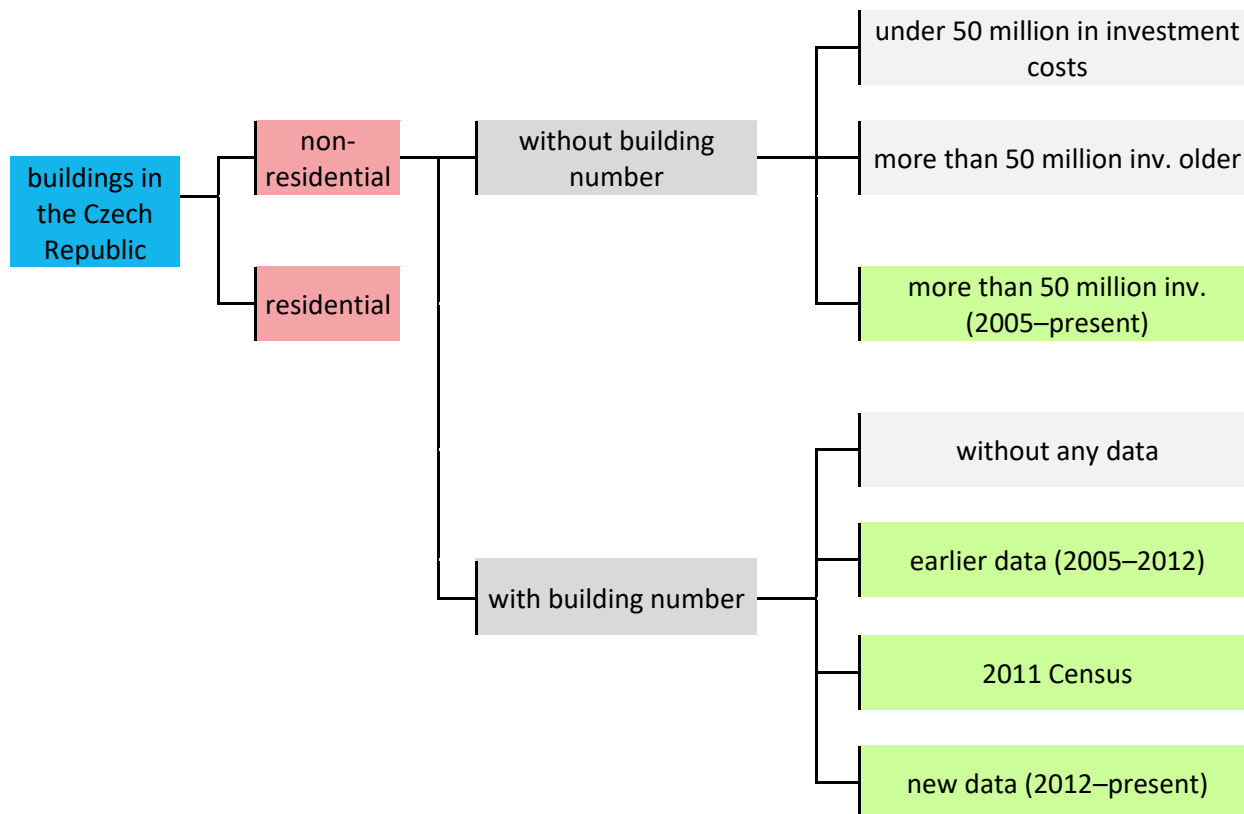 buildings in
the Czech
Republic
non-
residential
residential
without building
number
with building number
under 50 million in investment
costs
more than 50 million inv. older
more than 50 million inv.
(2005–present)
without any data
earlier data (2005–2012)
2011 Census
new data (2012–present)